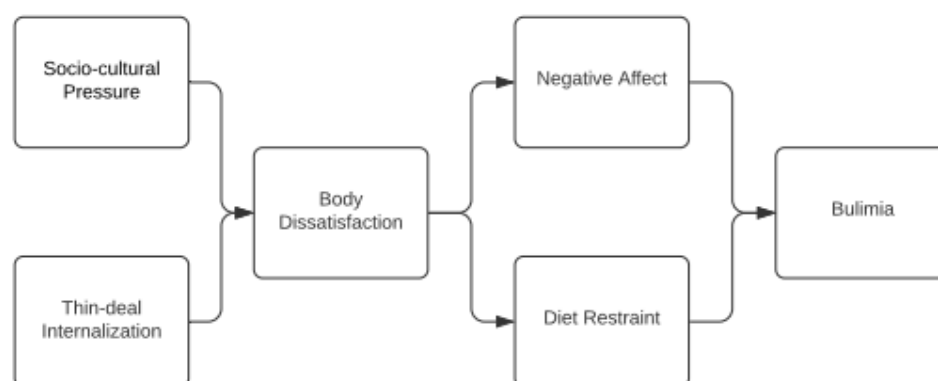 Socio-cultural
Pressure
Negative Affect
Body
Dissatisfaction
Bulimia
Thin-deal
Internalization
Diet Restraint